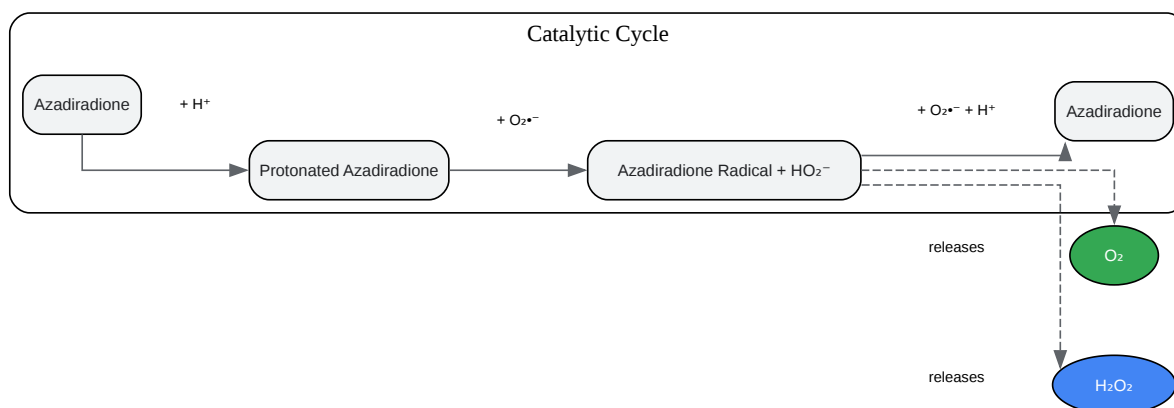 Catalytic Cycle
Azadiradione
+ H⁺
Protonated Azadiradione
+ O₂•⁻
Azadiradione Radical + HO₂⁻
+ O₂•⁻ + H⁺
Azadiradione
releases
O₂
releases
H₂O₂